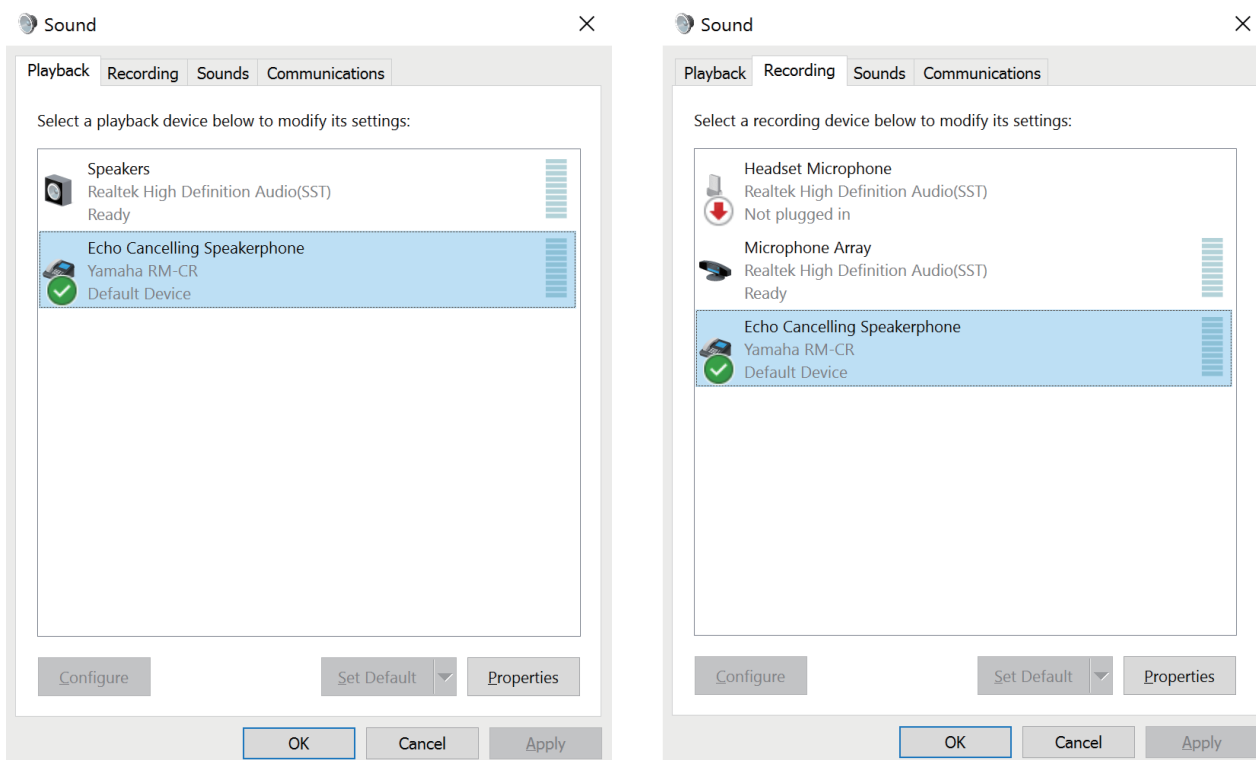 Sound
Playback Recording Sounds Communications
Select a playback device below to modify its settings:
Speakers
Realtek High Definition Audio(SST)
Ready
Echo Cancelling Speakerphone
Yamaha RM-CR
Default Device
Configure Set Default Properties
OK Cancel Apply
Sound
Playback Recording Sounds Communications
Select a recording device below to modify its settings:
Headset Microphone
Realtek High Definition Audio(SST)
Not plugged in
Microphone Array
Realtek High Definition Audio(SST)
Ready
Echo Cancelling Speakerphone
Yamaha RM-CR
Default Device
Configure Set Default Properties
OK Cancel Apply